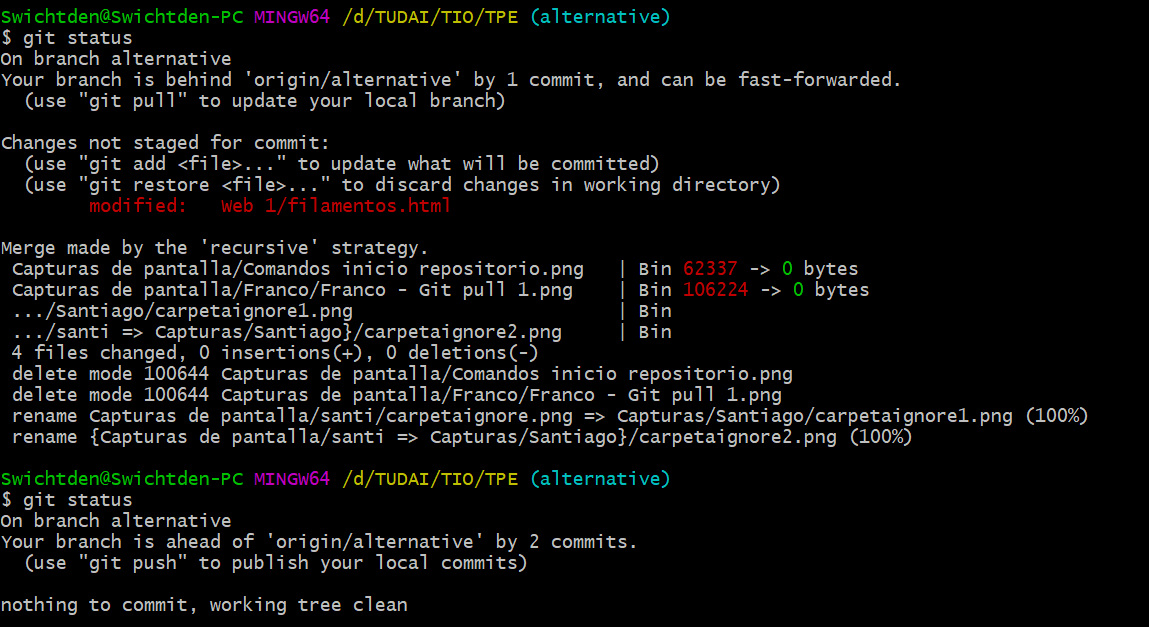 Swichtden@Swichtden-PC MINGW64 /d/TUDAI/TIO/TPE (alternative)
$ git status
On branch alternative
Your branch is behind 'origin/alternative' by 1 commit, and can be fast-forwarded.
  (use "git pull" to update your local branch)

Changes not staged for commit:
  (use "git add <file>..." to update what will be committed)
  (use "git restore <file>..." to discard changes in working directory)
        modified:   Web 1/filamentos.html

Merge made by the 'recursive' strategy.
 Capturas de pantalla/Comandos inicio repositorio.png   | Bin 62337 -> 0 bytes
 Capturas de pantalla/Franco/Franco - Git pull 1.png    | Bin 106224 -> 0 bytes
 .../Santiago/carpetaignore1.png                        | Bin
 .../santi => Capturas/Santiago}/carpetaignore2.png     | Bin
 4 files changed, 0 insertions(+), 0 deletions(-)
 delete mode 100644 Capturas de pantalla/Comandos inicio repositorio.png
 delete mode 100644 Capturas de pantalla/Franco/Franco - Git pull 1.png
 rename Capturas de pantalla/santi/carpetaignore.png => Capturas/Santiago/carpetaignore1.png (100%)
 rename {Capturas de pantalla/santi => Capturas/Santiago}/carpetaignore2.png (100%)

Swichtden@Swichtden-PC MINGW64 /d/TUDAI/TIO/TPE (alternative)
$ git status
On branch alternative
Your branch is ahead of 'origin/alternative' by 2 commits.
  (use "git push" to publish your local commits)

nothing to commit, working tree clean